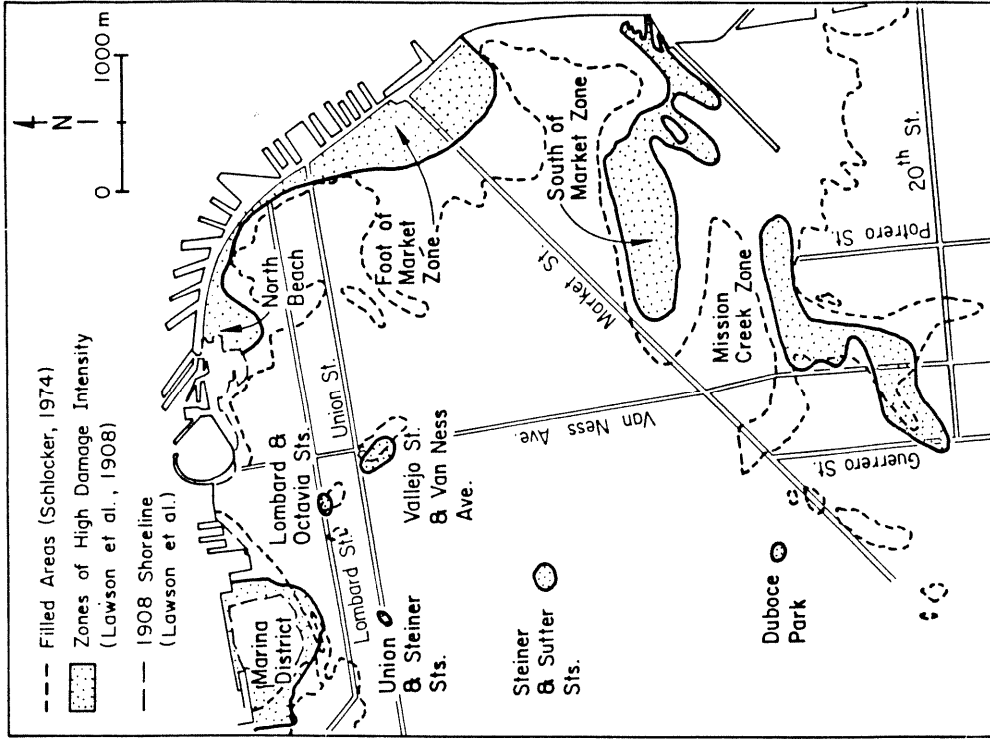 --- Filled Areas (Schlocker, 1974)
Zones of High Damage Intensity
(Lawson et al., 1908)
— 1908 Shoreline
(Lawson et al.)
N
0
1000 m
Marina
District
Lombard &
Octavia Sts.
Lombard St.
Union St.
North
Beach
Foot of
Market
Zone
Union
& Steiner
Sts.
Vallejo St.
& Van Ness
Ave.
Steiner
& Sutter
Sts.
Van Ness Ave.
Market St.
South of
Market Zone
Mission
Creek Zone
Duboce
Park
Guerrero St.
Potrero St.
20th St.